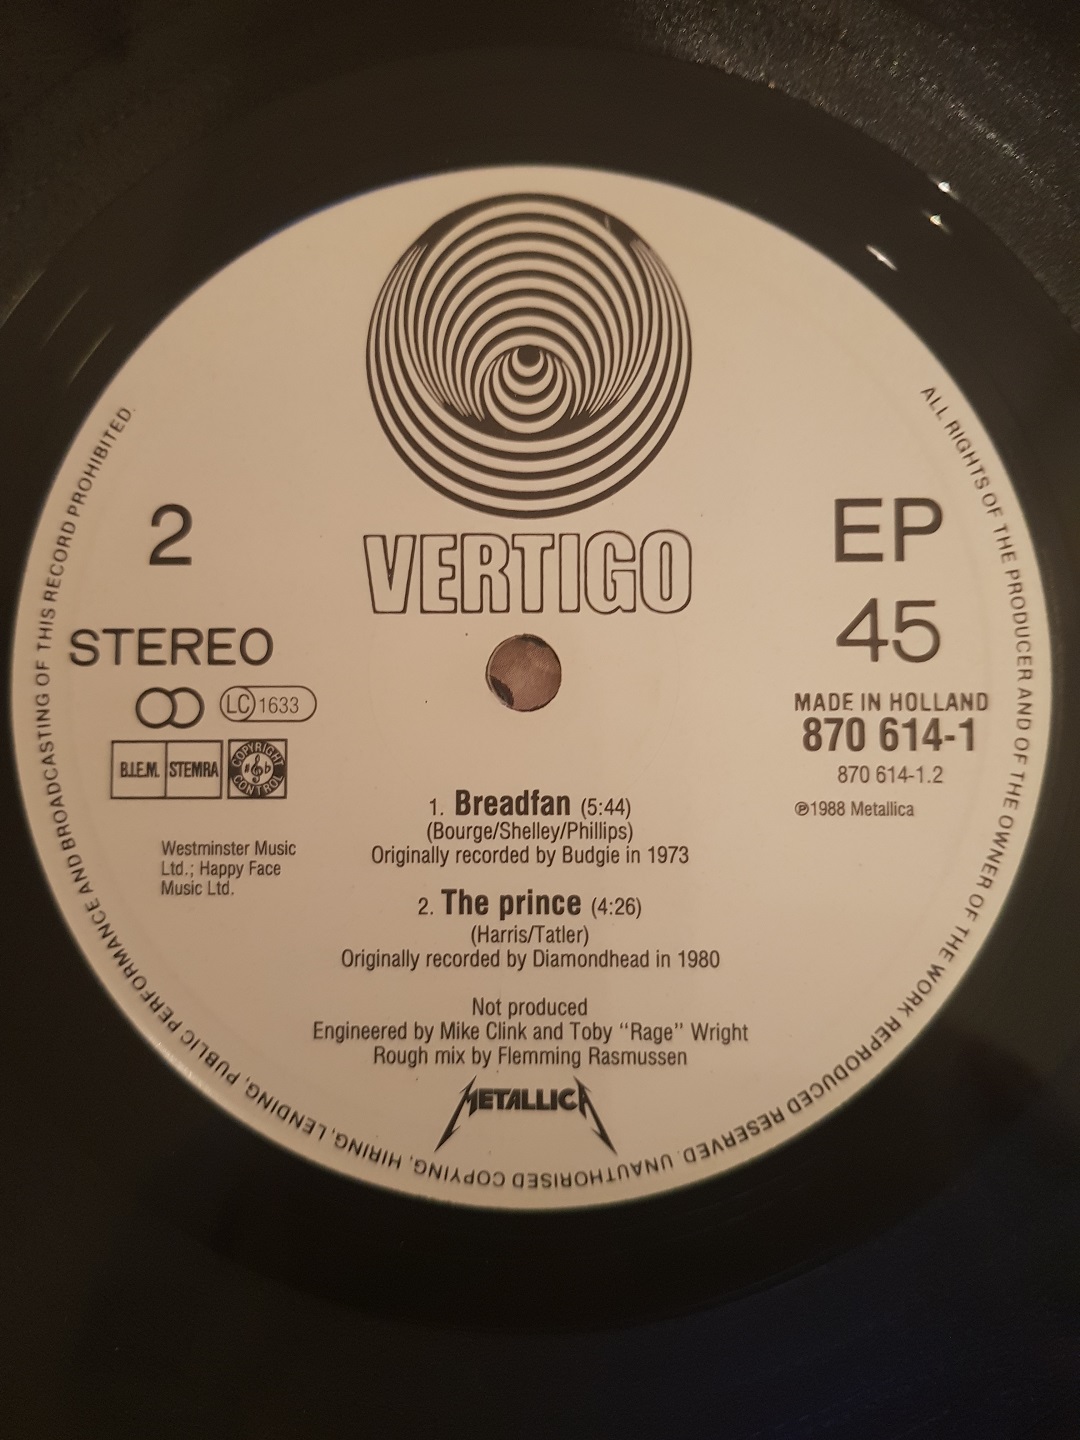 VERTIGO
2
STEREO
LC 1633
B.I.E.M. STEMRA
COPYRIGHT CONTROL
Westminster Music
Ltd.; Happy Face
Music Ltd.
EP
45
MADE IN HOLLAND
870 614-1
870 614-1.2
℗1988 Metallica
1. Breadfan (5:44)
(Bourge/Shelley/Phillips)
Originally recorded by Budgie in 1973
2. The prince (4:26)
(Harris/Tatler)
Originally recorded by Diamondhead in 1980
Not produced
Engineered by Mike Clink and Toby “Rage” Wright
Rough mix by Flemming Rasmussen
METALLICA
ALL RIGHTS OF THE PRODUCER AND OF THE OWNER OF THE WORK REPRODUCED RESERVED. UNAUTHORISED COPYING, HIRING, LENDING, PUBLIC PERFORMANCE AND BROADCASTING OF THIS RECORD PROHIBITED.